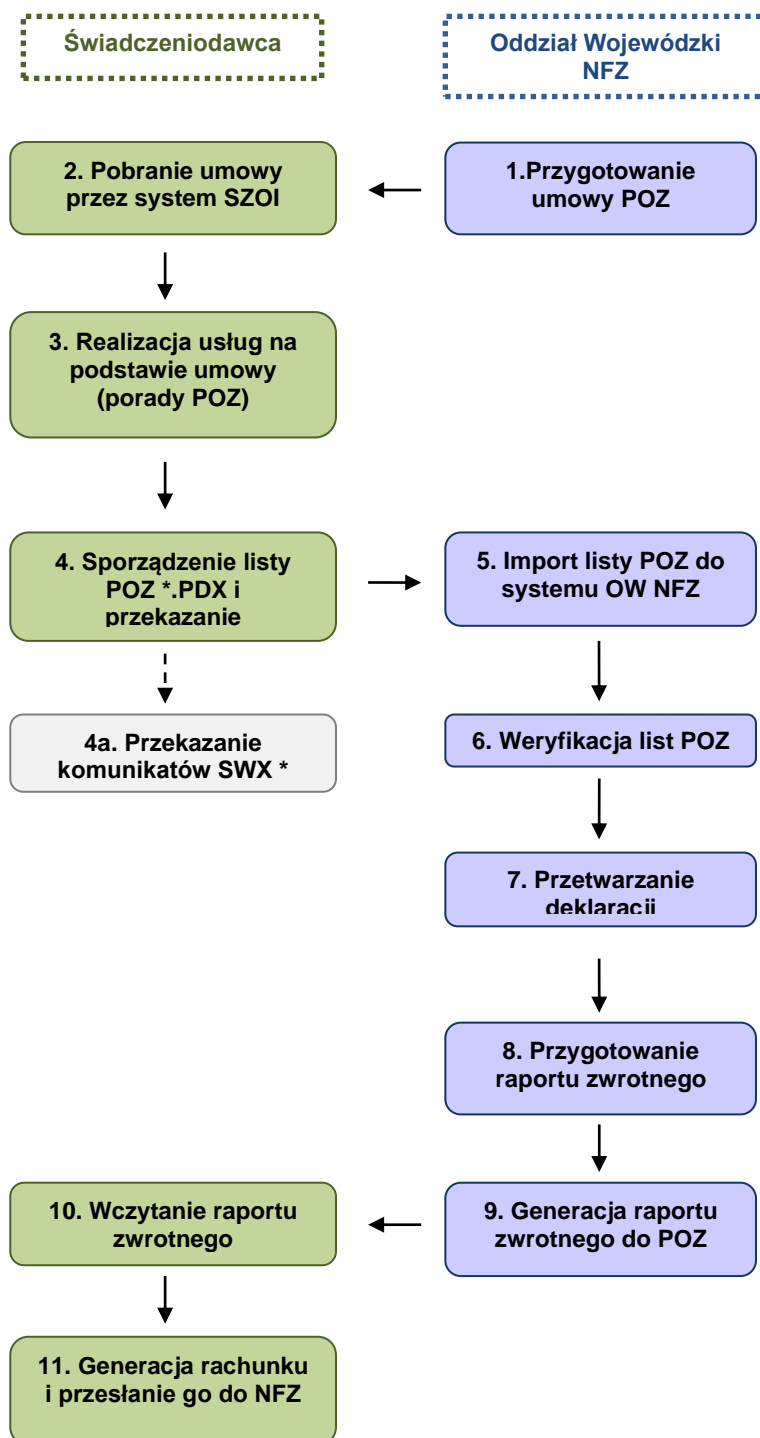 Świadczeniodawca
Oddział Wojewódzki
NFZ
2. Pobranie umowy
przez system SZOI
1.Przygotowanie
umowy POZ
3. Realizacja usług na
podstawie umowy
(porady POZ)
4. Sporządzenie listy
POZ *.PDX i
przekazanie
5. Import listy POZ do
systemu OW NFZ
4a. Przekazanie
komunikatów SWX *
6. Weryfikacja list POZ
7. Przetwarzanie
deklaracji
8. Przygotowanie
raportu zwrotnego
10. Wczytanie raportu
zwrotnego
9. Generacja raportu
zwrotnego do POZ
11. Generacja rachunku
i przesłanie go do NFZ